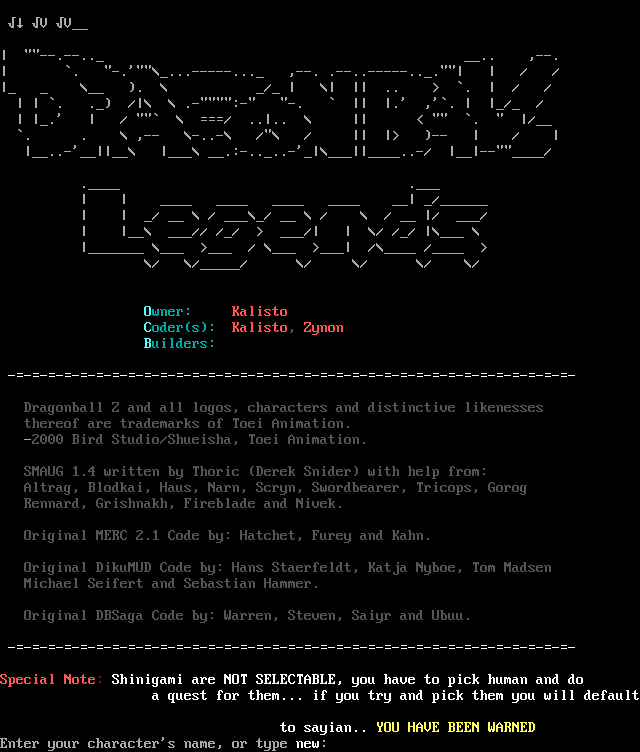 DRAGONBALL
Legends
Owner: Kalisto
Coder(s): Kalisto, Zynon
Builders:
Dragonball Z and all logos, characters and distinctive likenesses
thereof are trademarks of Toei Animation.
-2000 Bird Studio/Shueisha, Toei Animation.
SMAUG 1.4 written by Thoric (Derek Snider) with help from:
Altrag, Blodkai, Haus, Narn, Scryn, Swordbearer, Tricops, Gorog
Rennard, Grishnakh, Fireblade and Nivek.
Original MERC 2.1 Code by: Hatchet, Furey and Kahn.
Original DikuMUD Code by: Hans Staerfeldt, Katja Nyboe, Tom Madsen
Michael Seifert and Sebastian Hammer.
Original DBSaga Code by: Warren, Steven, Saiyr and Ubuu.
Special Note: Shinigami are NOT SELECTABLE, you have to pick human and do
a quest for them... if you try and pick them you will default
to sayian.. YOU HAVE BEEN WARNED
Enter your character's name, or type new: